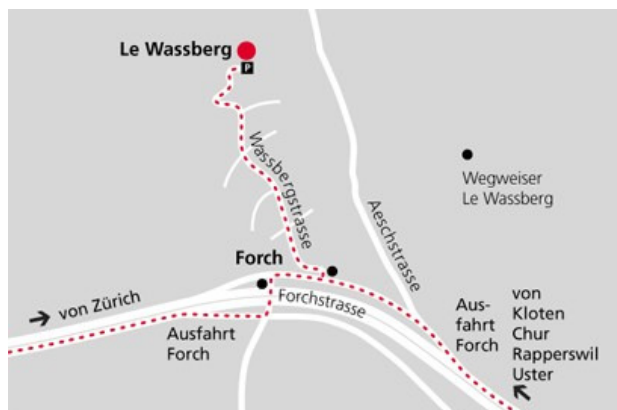 Le Wassberg
P
Wassbergstrasse
Aeschstrasse
Wegweiser
Le Wassberg
Forch
von Zürich
Forchstrasse
Ausfahrt
Forch
Aus-
fahrt
Forch
von
Kloten
Chur
Rapperswil
Uster